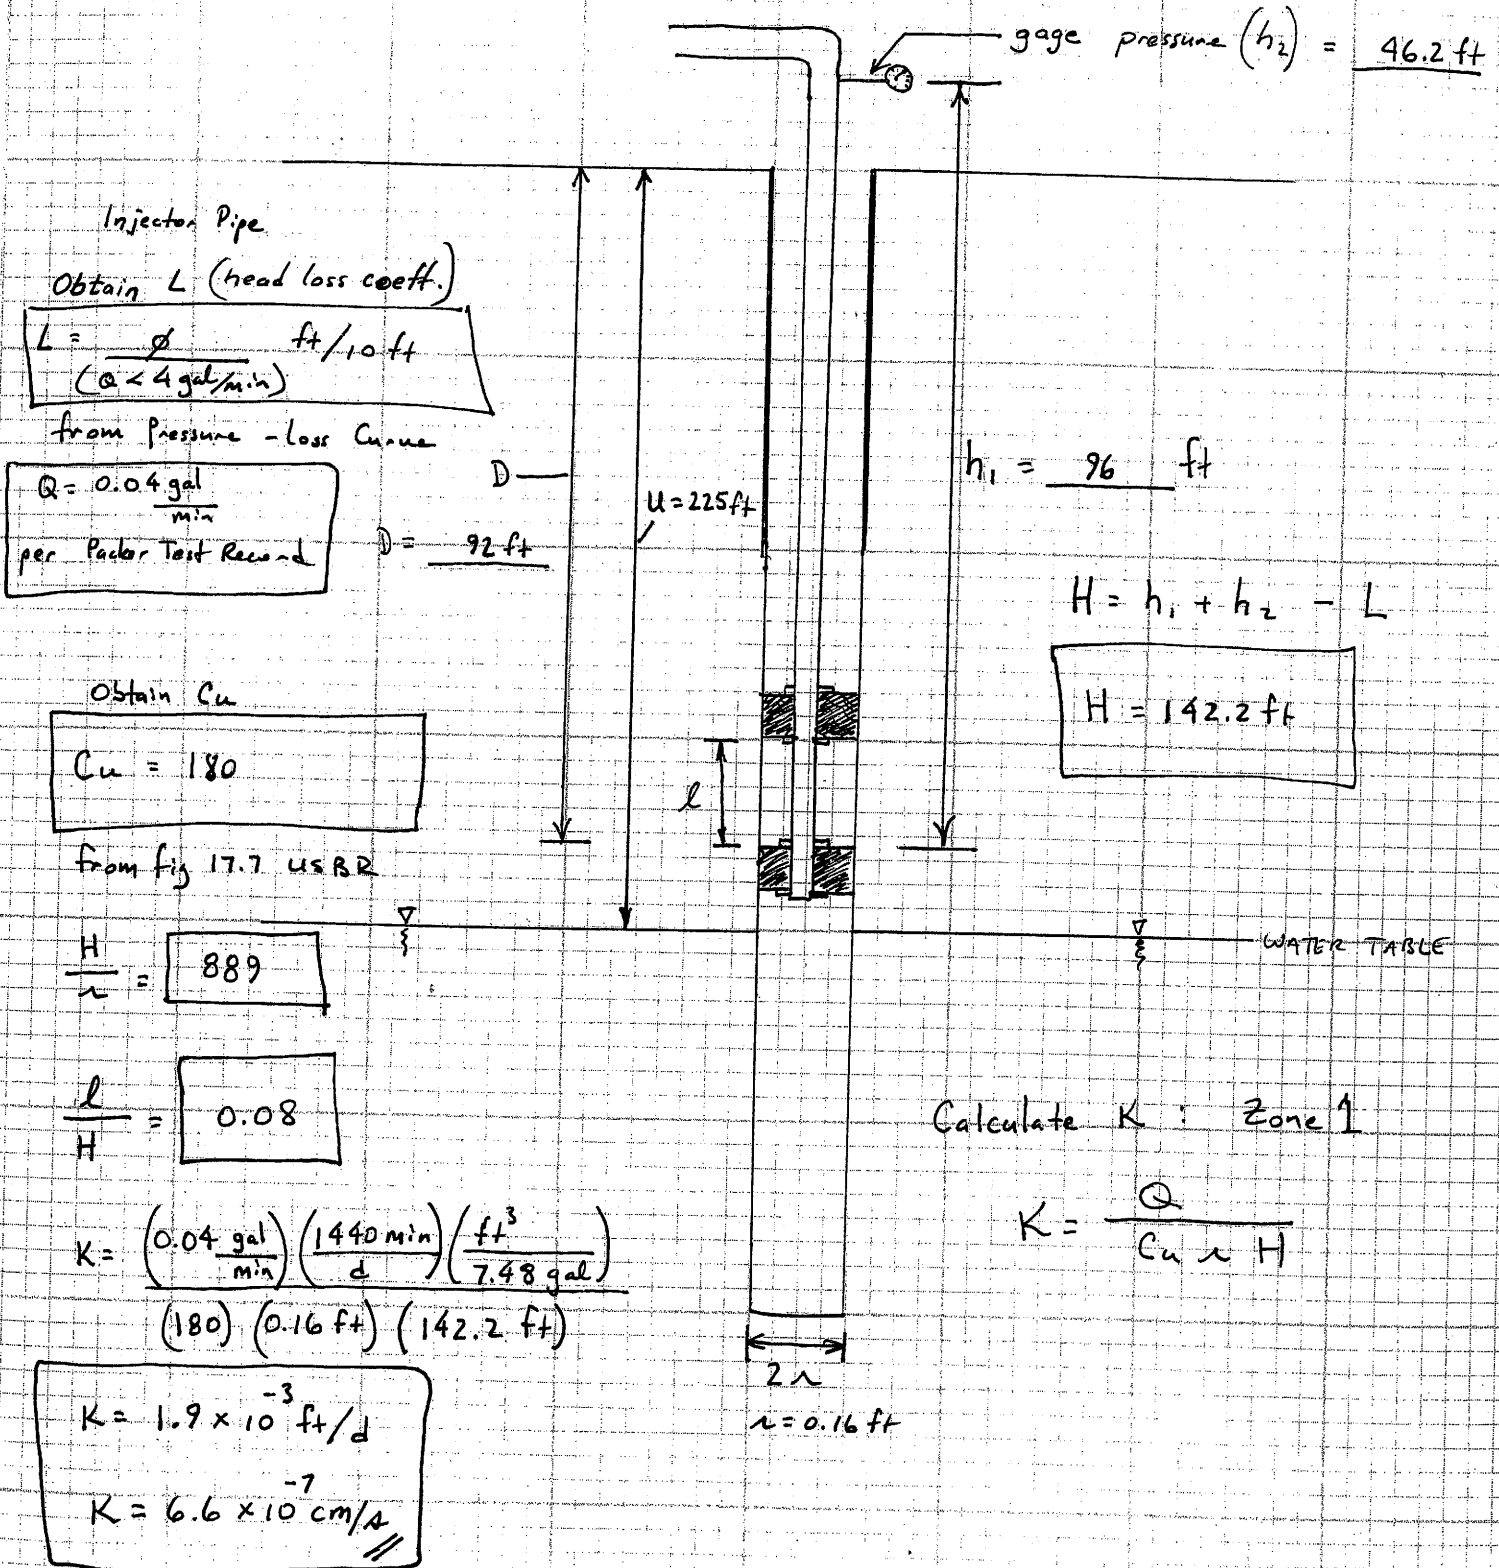 gage pressure (h₂) = 46.2 ft
Injector Pipe
Obtain L (head loss coeff.)
L = ø ft/10 ft
(Q < 4 gal/min)
from Pressure - Loss Curve
Q = 0.04 gal/min
per Packer Test Record
D
D = 92 ft
U = 225 ft
h₁ = 96 ft
H = h₁ + h₂ - L
H = 142.2 ft
Obtain Cu
Cu = 180
from fig 17.7 USBR
l
WATER TABLE
H/r = 889
l/H = 0.08
Calculate K : Zone 1
K = Q / Cu r H
K = (0.04 gal/min) (1440 min/d) (ft³/7.48 gal)
(180) (0.16 ft) (142.2 ft)
K = 1.9 x 10⁻³ ft/d
K = 6.6 x 10⁻⁷ cm/s
2r
r = 0.16 ft